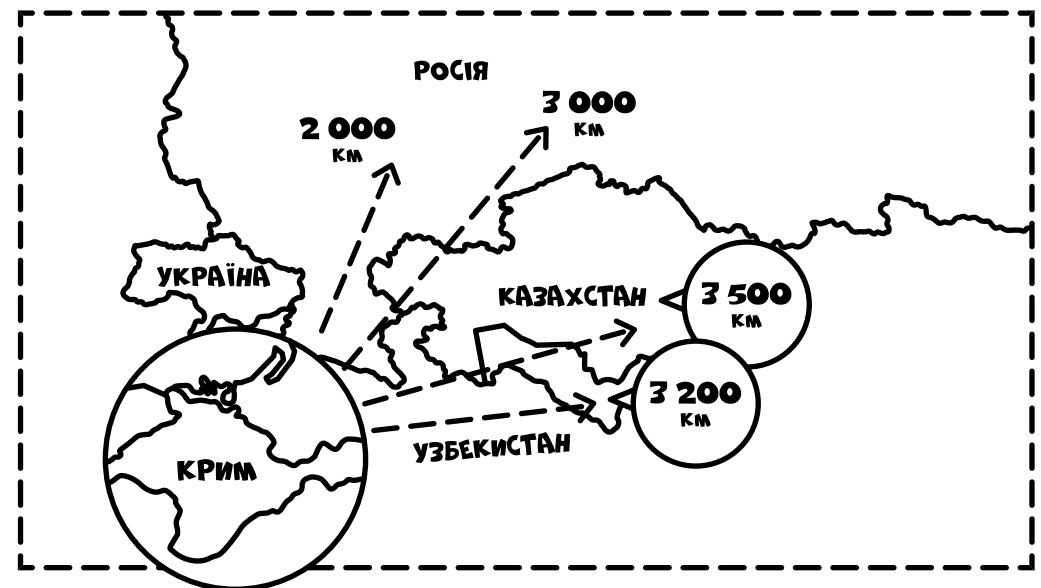 РОСІЯ
3 000
КМ
2 000
КМ
УКРАЇНА
КАЗАХСТАН
3 500
КМ
3 200
КМ
УЗБЕКИСТАН
КРИМ